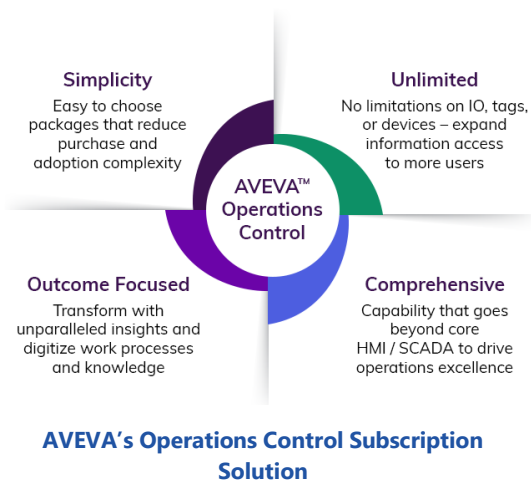 Simplicity
Easy to choose
packages that reduce
purchase and
adoption complexity
Unlimited
No limitations on IO, tags,
or devices – expand
information access
to more users
AVEVA™
Operations
Control
Outcome Focused
Transform with
unparalleled insights and
digitize work processes
and knowledge
Comprehensive
Capability that goes
beyond core
HMI / SCADA to drive
operations excellence
AVEVA's Operations Control Subscription
Solution